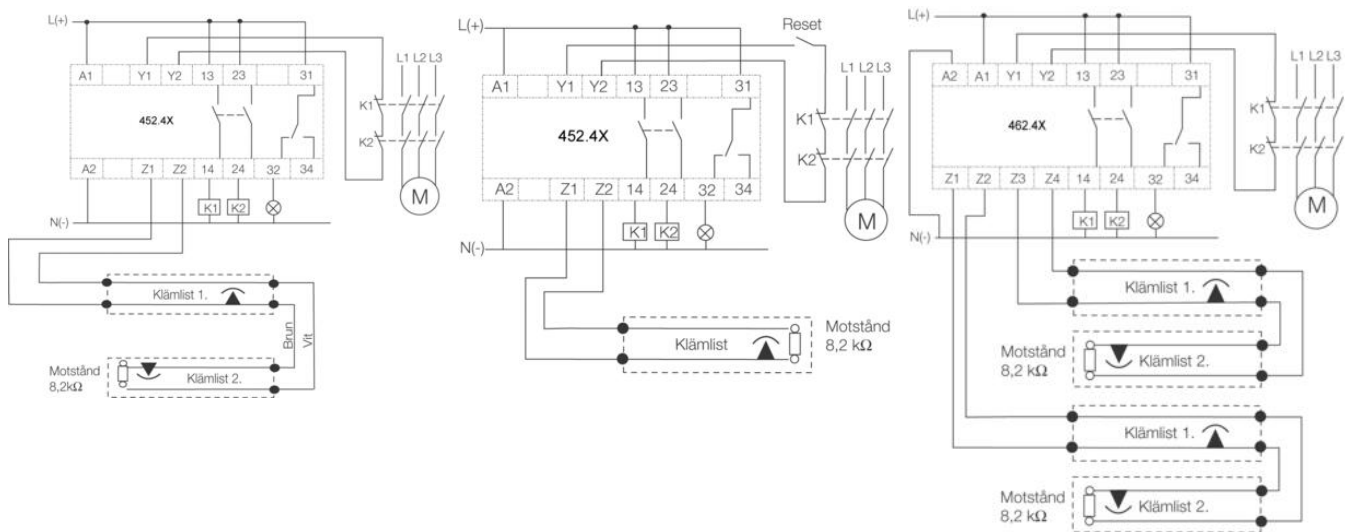 L(+)
L1 L2 L3
A1 Y1 Y2 13 23 31
452.4X
K1
K2
A2 Z1 Z2 14 24 32 34
K1 K2
M
N(-)
Klämlist 1.
Brun
Vit
Motstånd
8,2kΩ
Klämlist 2.
L(+)
Reset
L1 L2 L3
A1 Y1 Y2 13 23 31
452.4X
K1
K2
A2 Z1 Z2 14 24 32 34
K1 K2
M
N(-)
Klämlist
Motstånd
8,2 kΩ
L(+)
L1 L2 L3
A2 A1 Y1 Y2 13 23 31
462.4X
K1
K2
Z1 Z2 Z3 Z4 14 24 32 34
K1 K2
M
N(-)
Klämlist 1.
Motstånd
8,2 kΩ
Klämlist 2.
Klämlist 1.
Motstånd
8,2 kΩ
Klämlist 2.